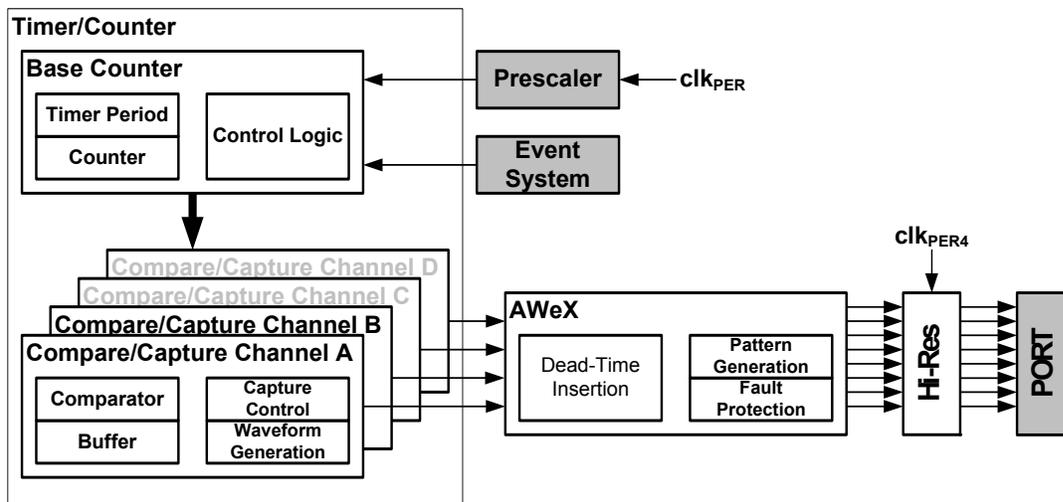 Timer/Counter
Base Counter
Timer Period
Counter
Control Logic
Prescaler
clkPER
Event
System
Compare/Capture Channel D
Compare/Capture Channel C
Compare/Capture Channel B
Compare/Capture Channel A
Comparator
Buffer
Capture
Control
Waveform
Generation
AWeX
Dead-Time
Insertion
Pattern
Generation
Fault
Protection
clkPER4
Hi-Res
PORT